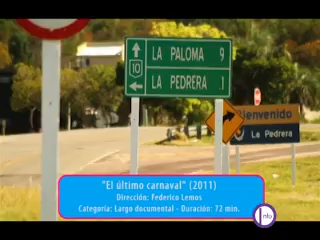 LA PALOMA 9
10
LA PEDRERA 1
Bienvenido
La PEDRERA
"El último carnaval" (2011)
Dirección: Federico Lemos
Categoría: Largo documental - Duración: 72 min.
info